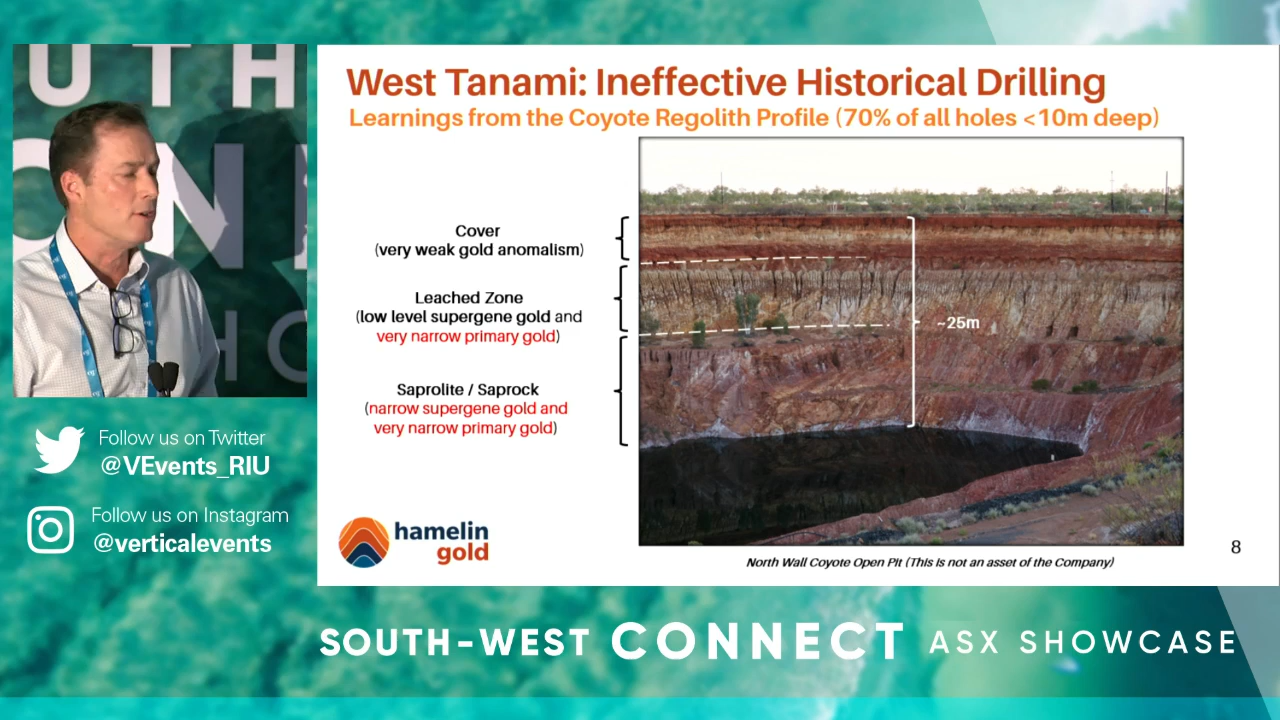 UTH
ONN
HO
Follow us on Twitter
@VEvents_RIU
Follow us on Instagram
@verticalevents
West Tanami: Ineffective Historical Drilling
Learnings from the Coyote Regolith Profile (70% of all holes <10m deep)
Cover
(very weak gold anomalism)
Leached Zone
(low level supergene gold and
very narrow primary gold)
Saprolite / Saprock
(narrow supergene gold and
very narrow primary gold)
~25m
hamelin
gold
North Wall Coyote Open Pit (This is not an asset of the Company)
8
SOUTH-WEST CONNECT ASX SHOWCASE